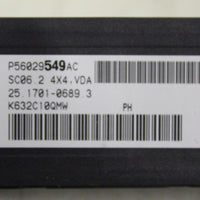 P56029549AC
SC06.2 4X4,VDA
25.1701-0689 3
K632C10QMW PH